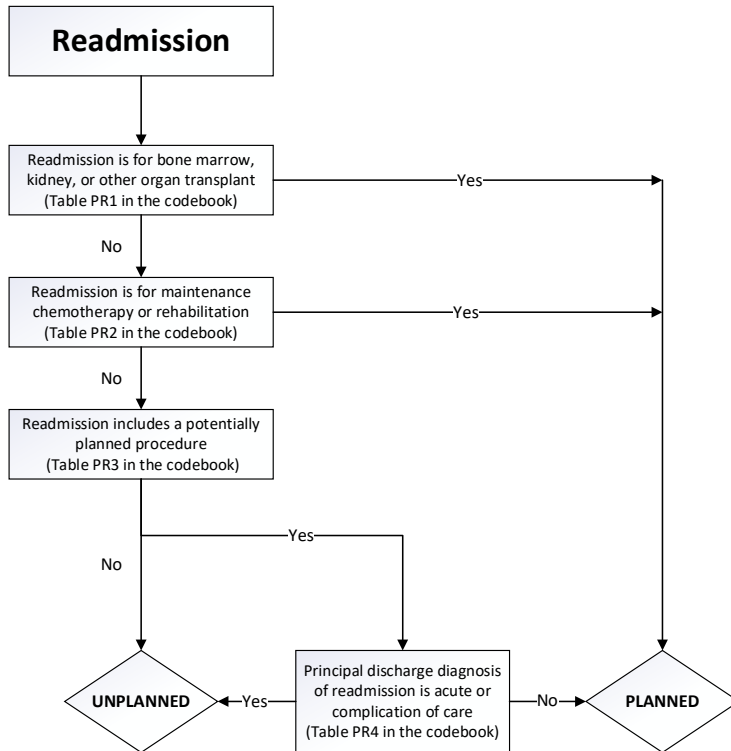 Readmission
Readmission is for bone marrow,
kidney, or other organ transplant
(Table PR1 in the codebook)
Yes
No
Readmission is for maintenance
chemotherapy or rehabilitation
(Table PR2 in the codebook)
Yes
No
Readmission includes a potentially
planned procedure
(Table PR3 in the codebook)
Yes
No
Principal discharge diagnosis
of readmission is acute or
complication of care
(Table PR4 in the codebook)
UNPLANNED
Yes
No
PLANNED